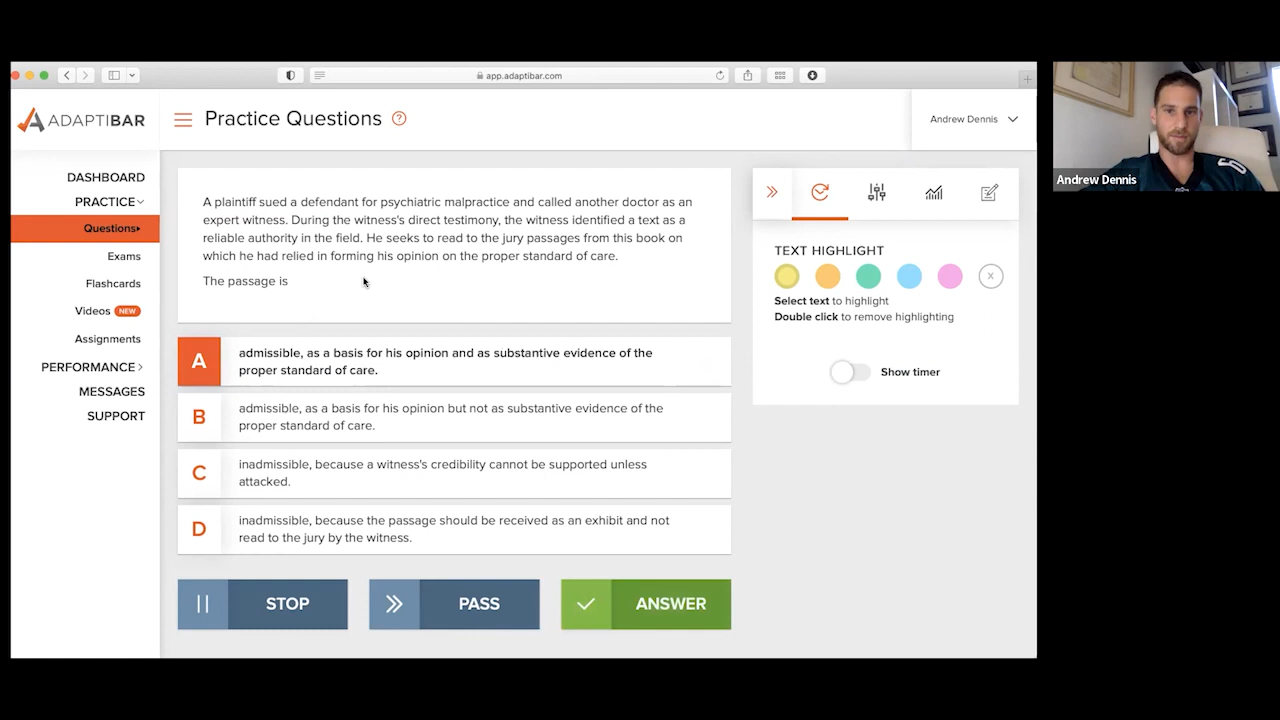 app.adaptibar.com
ADAPTIBAR
Practice Questions
?
Andrew Dennis
DASHBOARD
PRACTICE
Questions
Exams
Flashcards
Videos NEW
Assignments
PERFORMANCE
MESSAGES
SUPPORT
A plaintiff sued a defendant for psychiatric malpractice and called another doctor as an
expert witness. During the witness's direct testimony, the witness identified a text as a
reliable authority in the field. He seeks to read to the jury passages from this book on
which he had relied in forming his opinion on the proper standard of care.
The passage is
A
admissible, as a basis for his opinion and as substantive evidence of the
proper standard of care.
B
admissible, as a basis for his opinion but not as substantive evidence of the
proper standard of care.
C
inadmissible, because a witness's credibility cannot be supported unless
attacked.
D
inadmissible, because the passage should be received as an exhibit and not
read to the jury by the witness.
STOP
PASS
ANSWER
TEXT HIGHLIGHT
Select text to highlight
Double click to remove highlighting
Show timer
Andrew Dennis